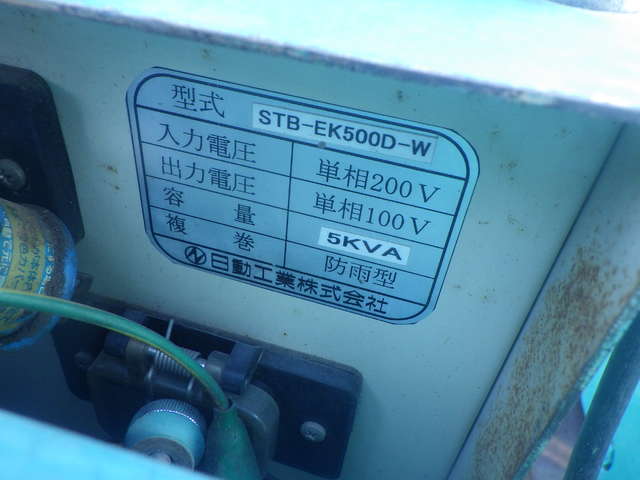 型式 STB-EK500D-W
入力電圧 単相200V
出力電圧 単相100V
容量 5KVA
複巻 防雨型
日動工業株式会社